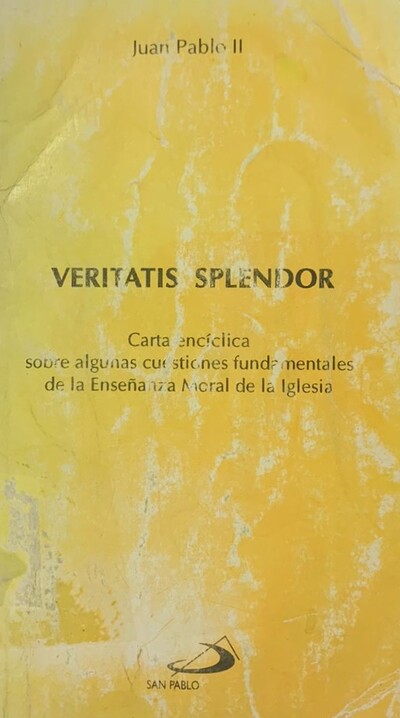 Juan Pablo II
VERITATIS SPLENDOR
Carta encíclica
sobre algunas cuestiones fundamentales
de la Enseñanza Moral de la Iglesia
SAN PABLO